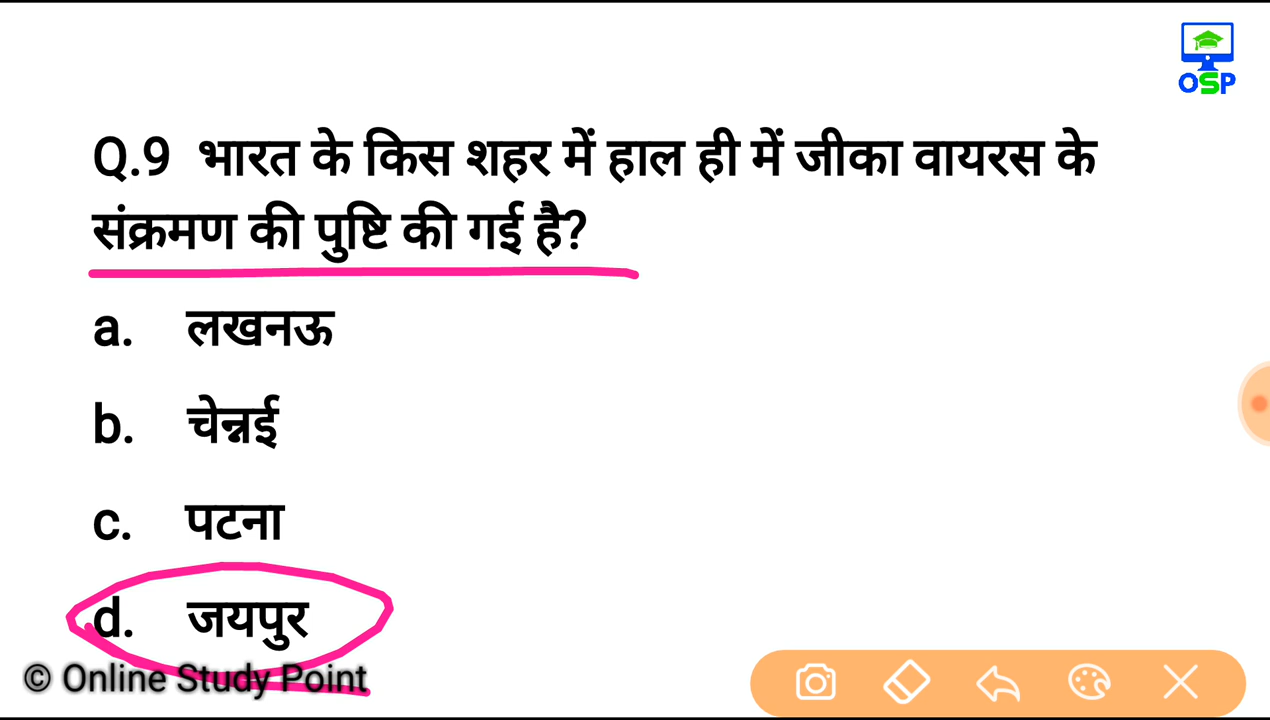 OSP
Q.9 भारत के किस शहर में हाल ही में जीका वायरस के
संक्रमण की पुष्टि की गई है?
a. लखनऊ
b. चेन्नई
c. पटना
d. जयपुर
© Online Study Point